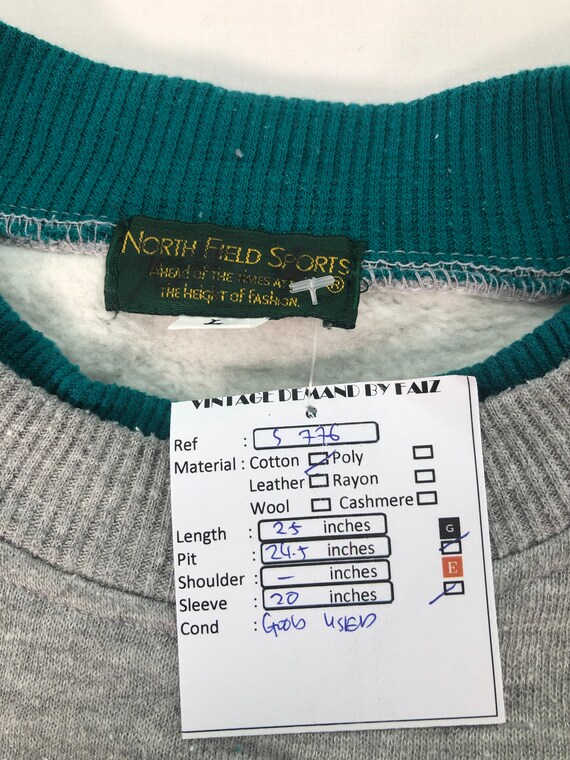 NORTH FIELD SPORTS
AHEAD OF THE TIMES AT
THE HEIGHT OF FASHION.
®
VINTAGE DEMAND BY FAIZ
Ref : S 776
Material : Cotton Poly
Leather Rayon
Wool Cashmere
Length : 25 inches
Pit : 24.5 inches
Shoulder : - inches
Sleeve : 20 inches
Cond : Good USED
G
E